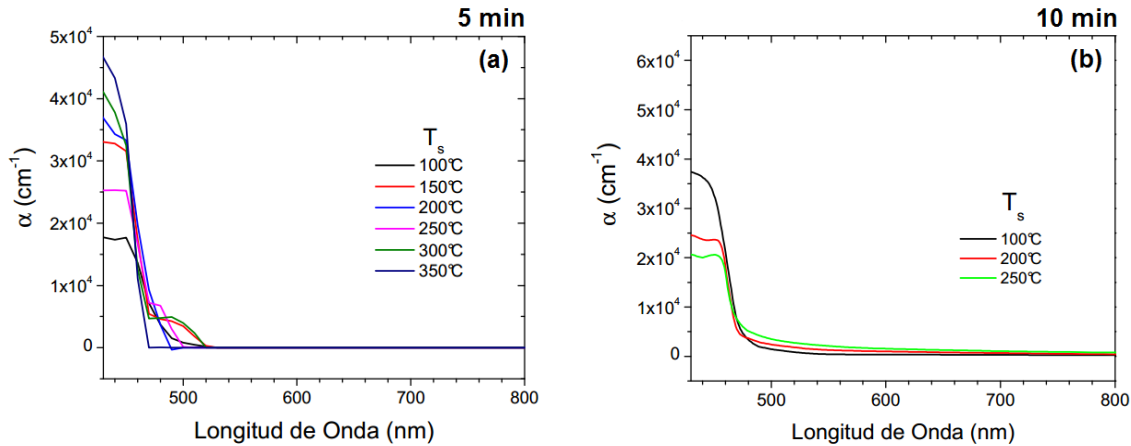 5 min
(a)
5x10⁴
4x10⁴
3x10⁴
2x10⁴
1x10⁴
0
α (cm⁻¹)
Tₛ
100℃
150℃
200℃
250℃
300℃
350℃
500
600
700
800
Longitud de Onda (nm)
10 min
(b)
6x10⁴
5x10⁴
4x10⁴
3x10⁴
2x10⁴
1x10⁴
0
α (cm⁻¹)
Tₛ
100℃
200℃
250℃
500
600
700
800
Longitud de Onda (nm)